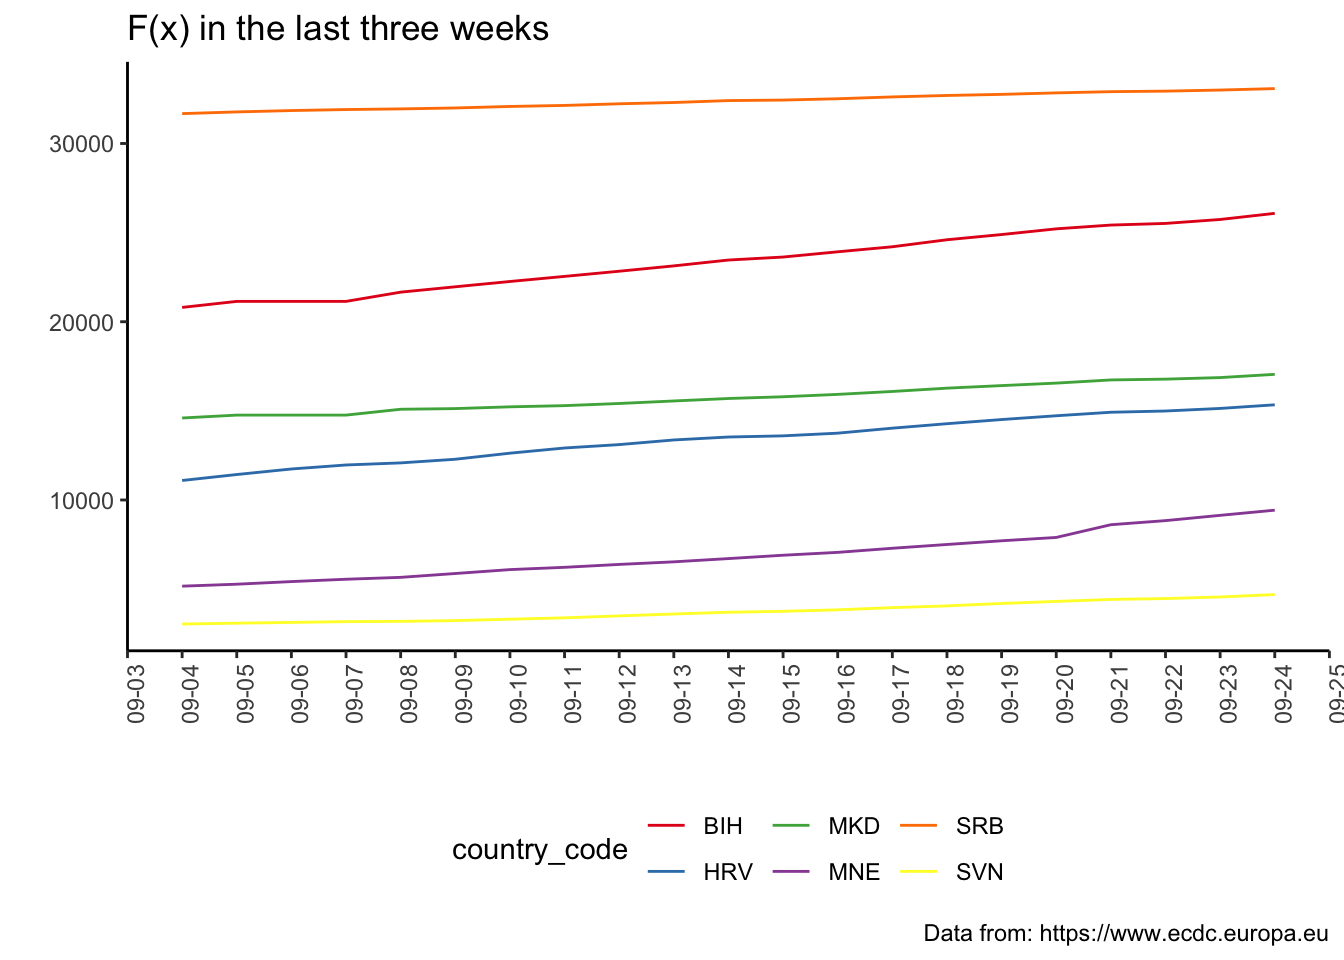 F(x) in the last three weeks
30000
20000
10000
09-03 09-04 09-05 09-06 09-07 09-08 09-09 09-10 09-11 09-12 09-13 09-14 09-15 09-16 09-17 09-18 09-19 09-20 09-21 09-22 09-23 09-24 09-25
country_code
BIH MKD SRB
HRV MNE SVN
Data from: https://www.ecdc.europa.eu